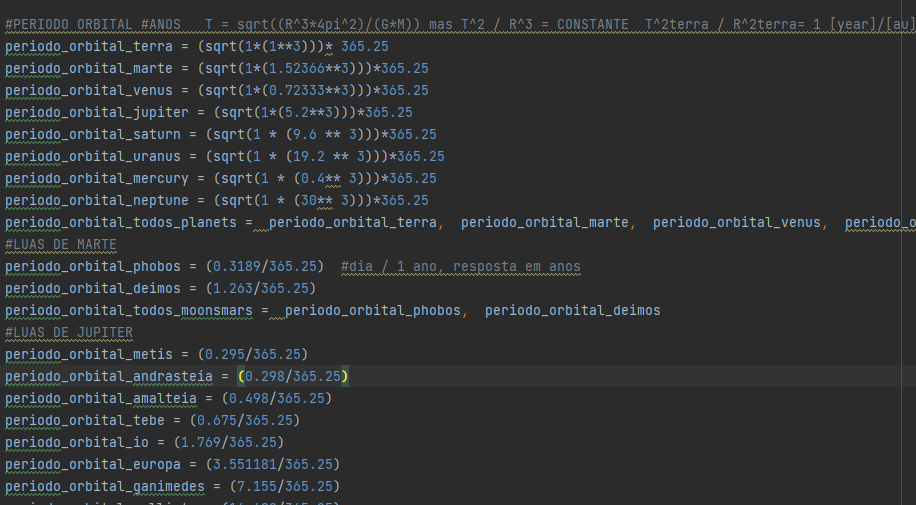 #PERIODO ORBITAL #ANOS   T = sqrt((R^3*4pi^2)/(G*M)) mas T^2 / R^3 = CONSTANTE  T^2terra / R^2terra= 1 [year]/[au]
periodo_orbital_terra = (sqrt(1*(1**3)))* 365.25
periodo_orbital_marte = (sqrt(1*(1.52366**3)))*365.25
periodo_orbital_venus = (sqrt(1*(0.72333**3)))*365.25
periodo_orbital_jupiter = (sqrt(1*(5.2**3)))*365.25
periodo_orbital_saturn = (sqrt(1 * (9.6 ** 3)))*365.25
periodo_orbital_uranus = (sqrt(1 * (19.2 ** 3)))*365.25
periodo_orbital_mercury = (sqrt(1 * (0.4** 3)))*365.25
periodo_orbital_neptune = (sqrt(1 * (30** 3)))*365.25
periodo_orbital_todos_planets =  periodo_orbital_terra,  periodo_orbital_marte,  periodo_orbital_venus,  periodo_o
#LUAS DE MARTE
periodo_orbital_phobos = (0.3189/365.25)  #dia / 1 ano, resposta em anos
periodo_orbital_deimos = (1.263/365.25)
periodo_orbital_todos_moonsmars =  periodo_orbital_phobos,  periodo_orbital_deimos
#LUAS DE JUPITER
periodo_orbital_metis = (0.295/365.25)
periodo_orbital_andrasteia = (0.298/365.25)
periodo_orbital_amalteia = (0.498/365.25)
periodo_orbital_tebe = (0.675/365.25)
periodo_orbital_io = (1.769/365.25)
periodo_orbital_europa = (3.551181/365.25)
periodo_orbital_ganimedes = (7.155/365.25)